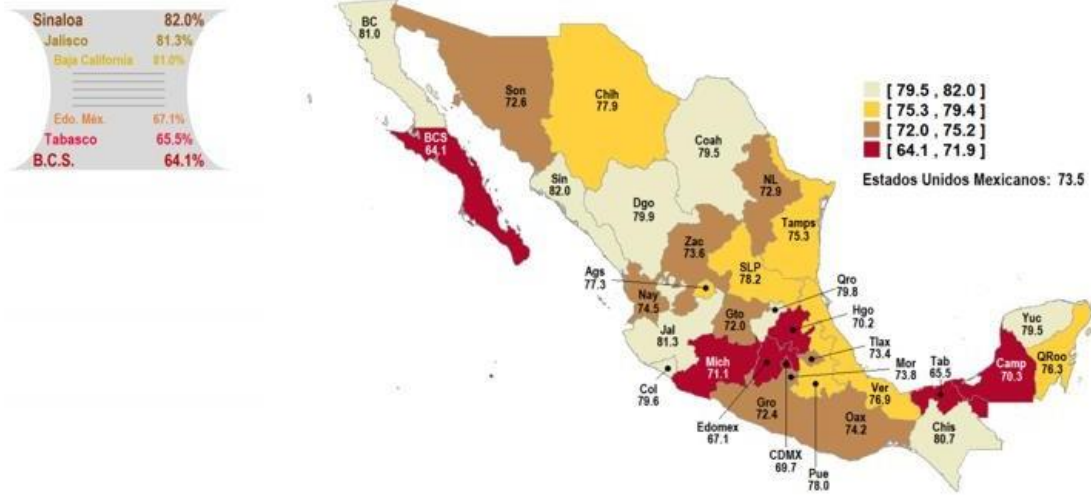 Sinaloa 82.0%
Jalisco 81.3%
Baja California 81.0%
Edo. Méx. 67.1%
Tabasco 65.5%
B.C.S. 64.1%
BC
81.0
Son
72.6
Chih
77.9
BCS
64.1
Coah
79.5
Sin
82.0
Dgo
79.9
NL
72.9
Tamps
75.3
Zac
73.6
SLP
78.2
Ags
77.3
Nay
74.5
Qro
79.8
Hgo
70.2
Gto
72.0
Jal
81.3
Tlax
73.4
Mich
71.1
Mor
73.8
Tab
65.5
Yuc
79.5
Camp
70.3
QRoo
76.3
Col
79.6
Ver
76.9
Gro
72.4
Oax
74.2
Chis
80.7
Edomex
67.1
CDMX
69.7
Pue
78.0
[ 79.5 , 82.0 ]
[ 75.3 , 79.4 ]
[ 72.0 , 75.2 ]
[ 64.1 , 71.9 ]
Estados Unidos Mexicanos: 73.5